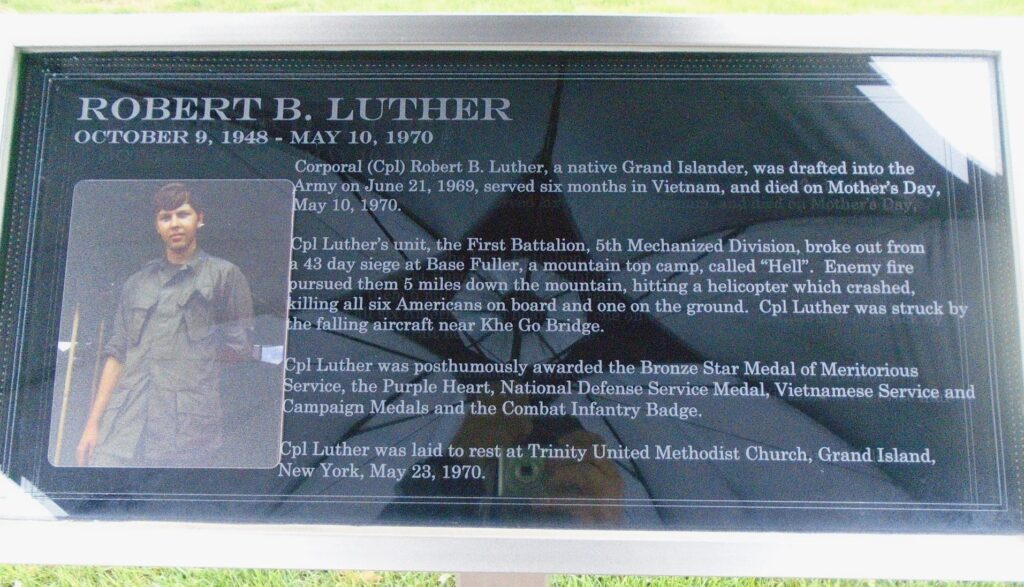 ROBERT B. LUTHER
OCTOBER 9, 1948 - MAY 10, 1970
Corporal (Cpl) Robert B. Luther, a native Grand Islander, was drafted into the
Army on June 21, 1969, served six months in Vietnam, and died on Mother's Day,
May 10, 1970.
Cpl Luther's unit, the First Battalion, 5th Mechanized Division, broke out from
a 43 day siege at Base Fuller, a mountain top camp, called "Hell". Enemy fire
pursued them 5 miles down the mountain, hitting a helicopter which crashed,
killing all six Americans on board and one on the ground. Cpl Luther was struck by
the falling aircraft near Khe Go Bridge.
Cpl Luther was posthumously awarded the Bronze Star Medal of Meritorious
Service, the Purple Heart, National Defense Service Medal, Vietnamese Service and
Campaign Medals and the Combat Infantry Badge.
Cpl Luther was laid to rest at Trinity United Methodist Church, Grand Island,
New York, May 23, 1970.